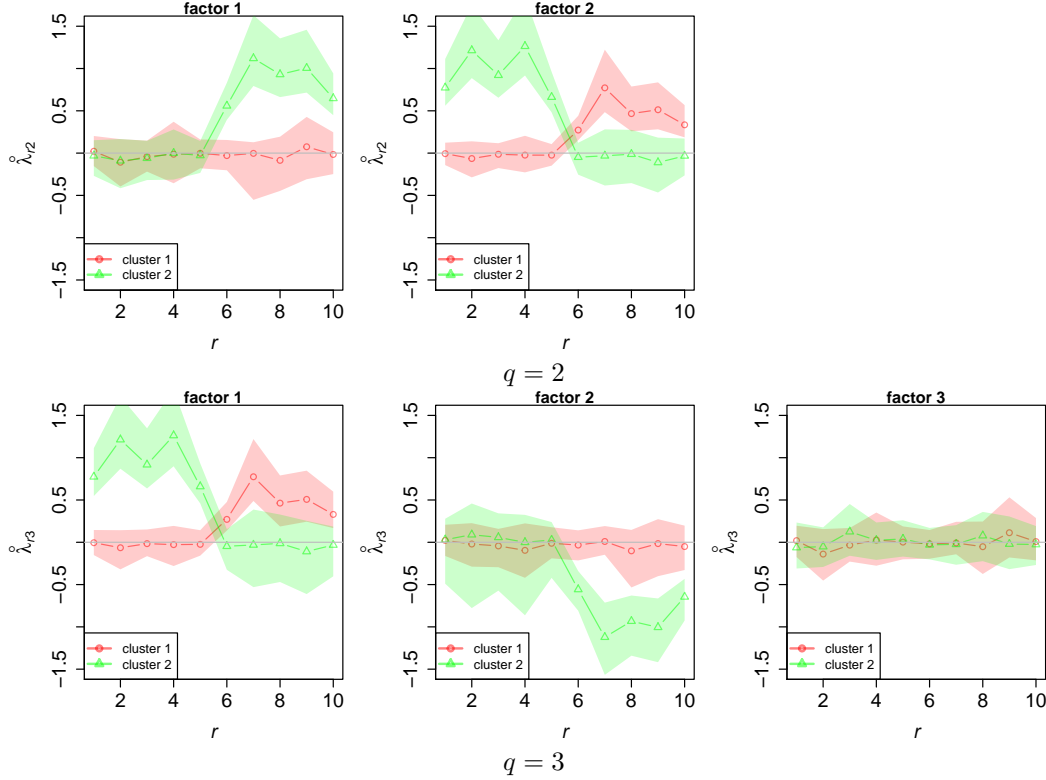 factor 1
factor 2
λ̊r2
λ̊r2
1.5
0.5
−0.5
−1.5
1.5
0.5
−0.5
−1.5
cluster 1
cluster 2
cluster 1
cluster 2
2 4 6 8 10
2 4 6 8 10
r
r
q = 2
factor 1
factor 2
factor 3
λ̊r3
λ̊r3
λ̊r3
1.5
0.5
−0.5
−1.5
1.5
0.5
−0.5
−1.5
1.5
0.5
−0.5
−1.5
cluster 1
cluster 2
cluster 1
cluster 2
cluster 1
cluster 2
2 4 6 8 10
2 4 6 8 10
2 4 6 8 10
r
r
r
q = 3